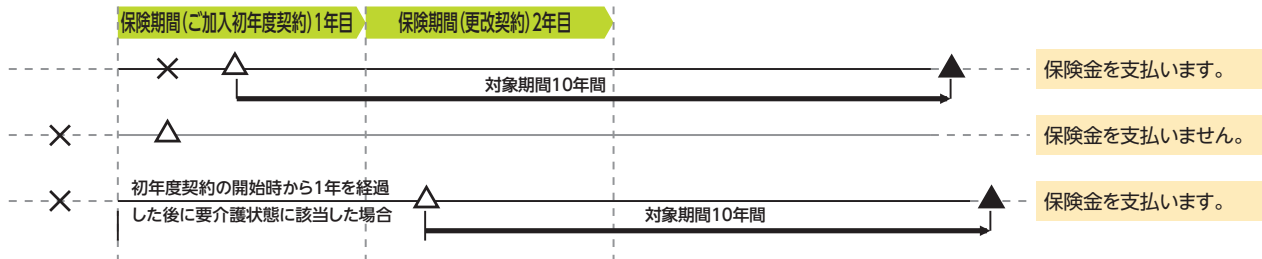 保険期間(ご加入初年度契約)1年目
保険期間(更改契約)2年目
対象期間10年間
保険金を支払います。
保険金を支払いません。
初年度契約の開始時から1年を経過
した後に要介護状態に該当した場合
対象期間10年間
保険金を支払います。